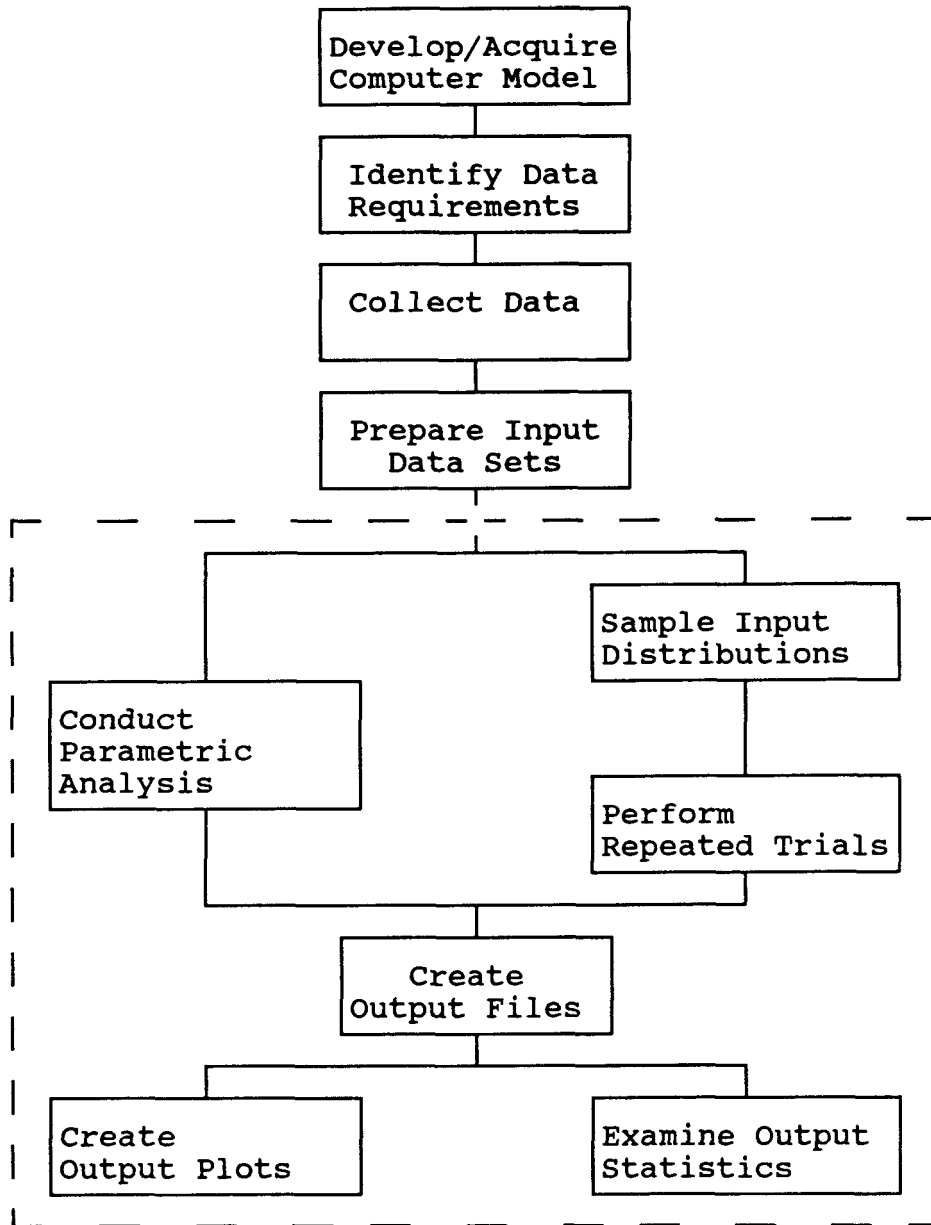 Develop/Acquire
Computer Model
Identify Data
Requirements
Collect Data
Prepare Input
Data Sets
Sample Input
Distributions
Conduct
Parametric
Analysis
Perform
Repeated Trials
Create
Output Files
Create
Output Plots
Examine Output
Statistics